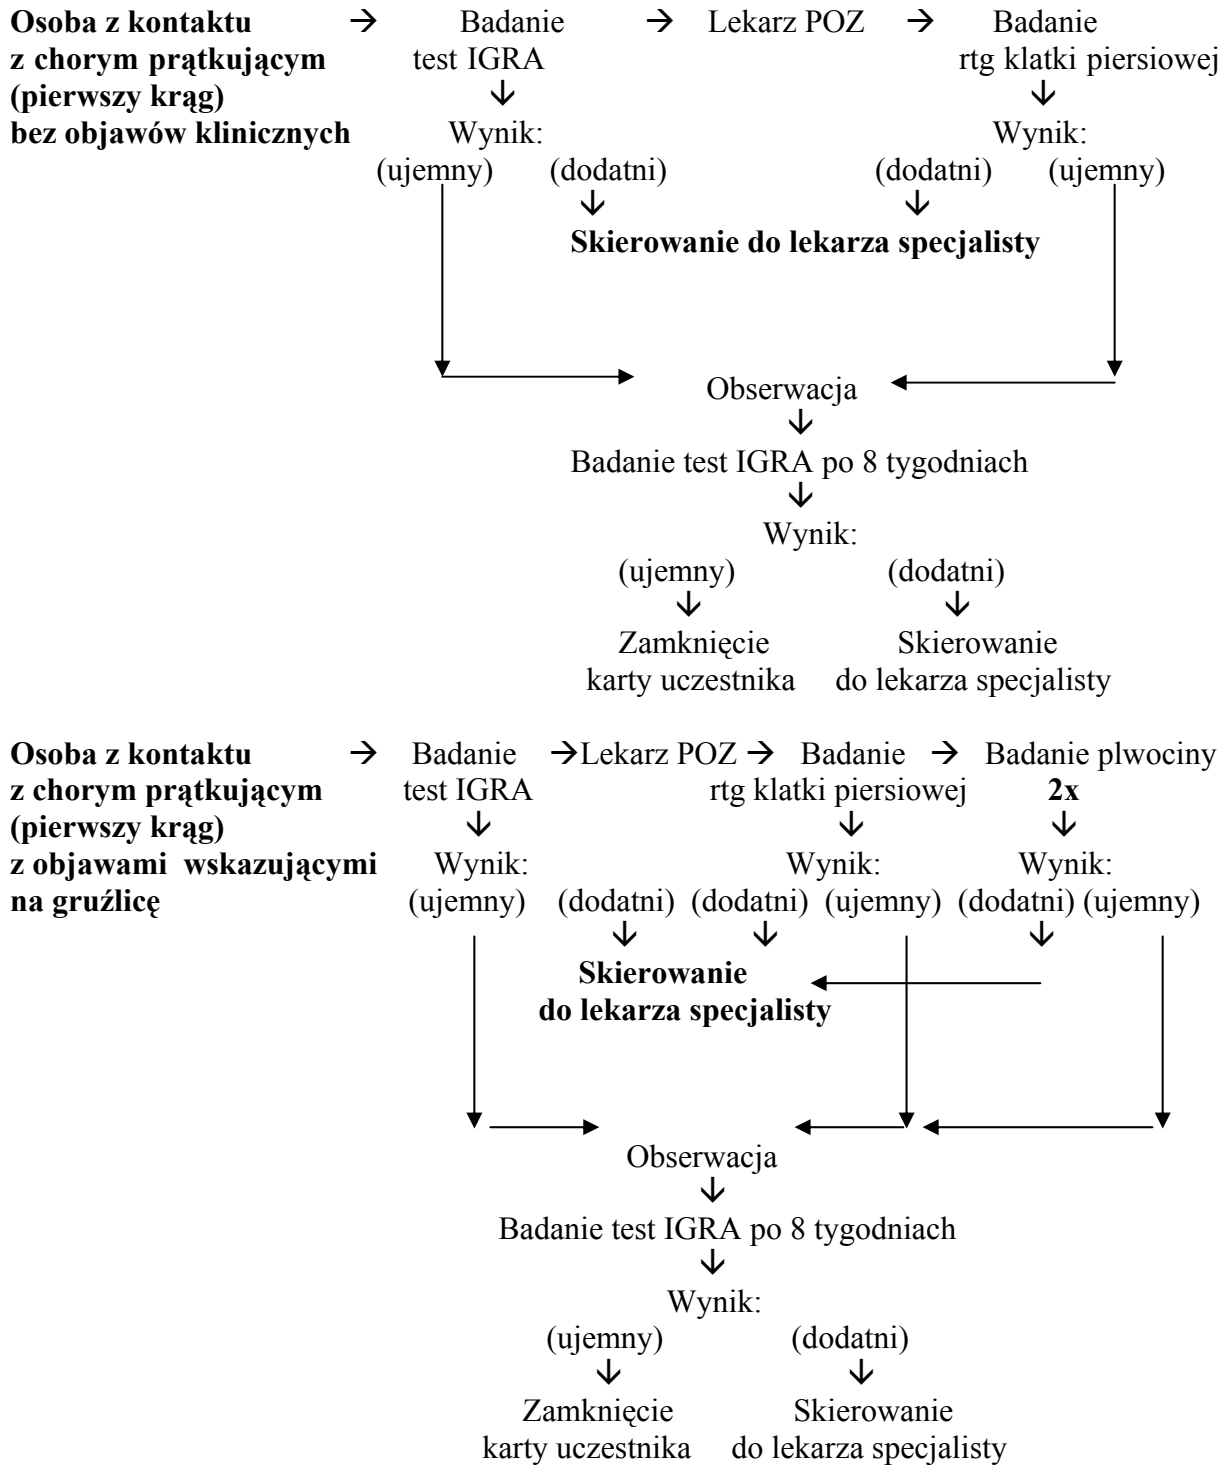 Osoba z kontaktu → Badanie → Lekarz POZ → Badanie
z chorym prątkującym test IGRA rtg klatki piersiowej
(pierwszy krąg) ↓ ↓
bez objawów klinicznych Wynik: Wynik:
(ujemny) (dodatni) (dodatni) (ujemny)
↓ ↓
Skierowanie do lekarza specjalisty
Obserwacja
↓
Badanie test IGRA po 8 tygodniach
↓
Wynik:
(ujemny) (dodatni)
↓ ↓
Zamknięcie Skierowanie
karty uczestnika do lekarza specjalisty
Osoba z kontaktu → Badanie → Lekarz POZ → Badanie → Badanie plwociny
z chorym prątkującym test IGRA rtg klatki piersiowej 2x
(pierwszy krąg) ↓ ↓ ↓
z objawami wskazującymi Wynik: Wynik: Wynik:
na gruźlicę (ujemny) (dodatni) (dodatni) (ujemny) (dodatni) (ujemny)
↓ ↓ ↓
Skierowanie
do lekarza specjalisty
Obserwacja
↓
Badanie test IGRA po 8 tygodniach
↓
Wynik:
(ujemny) (dodatni)
↓ ↓
Zamknięcie Skierowanie
karty uczestnika do lekarza specjalisty